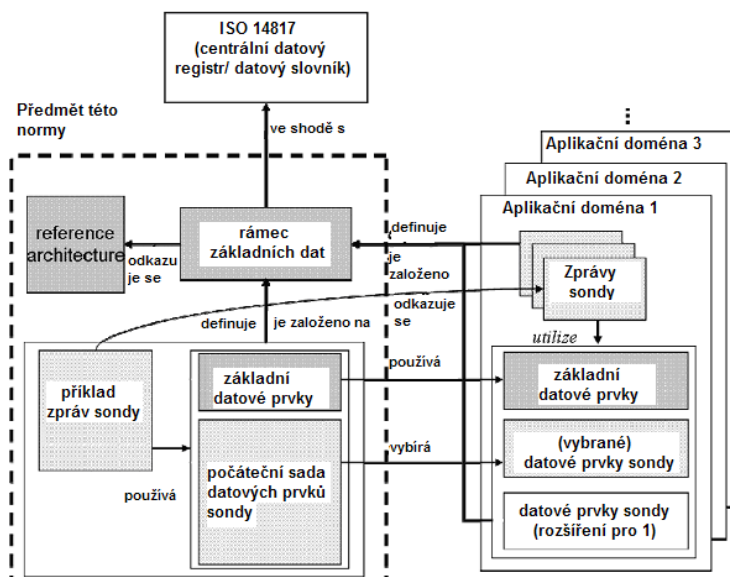 ISO 14817
(centrální datový
registr/ datový slovník)
Předmět této
normy
ve shodě s
⋮
Aplikační doména 3
Aplikační doména 2
Aplikační doména 1
reference
architecture
odkazu
je se
rámec
základních dat
definuje
je
založeno
Zprávy
sondy
odkazuje
se
definuje
je založeno na
utilize
příklad
zpráv sondy
základní
datové prvky
používá
základní
datové prvky
používá
počáteční sada
datových prvků
sondy
vybírá
(vybrané)
datové prvky sondy
datové prvky sondy
(rozšíření pro 1)